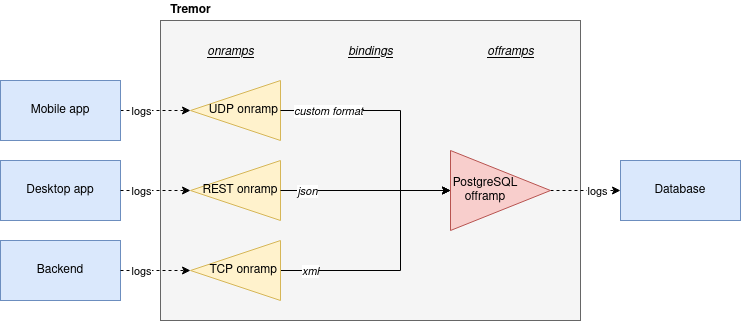 Tremor
onramps
bindings
offramps
Mobile app
logs
UDP onramp
custom format
Desktop app
logs
REST onramp
json
PostgreSQL
offramp
logs
Database
Backend
logs
TCP onramp
xml